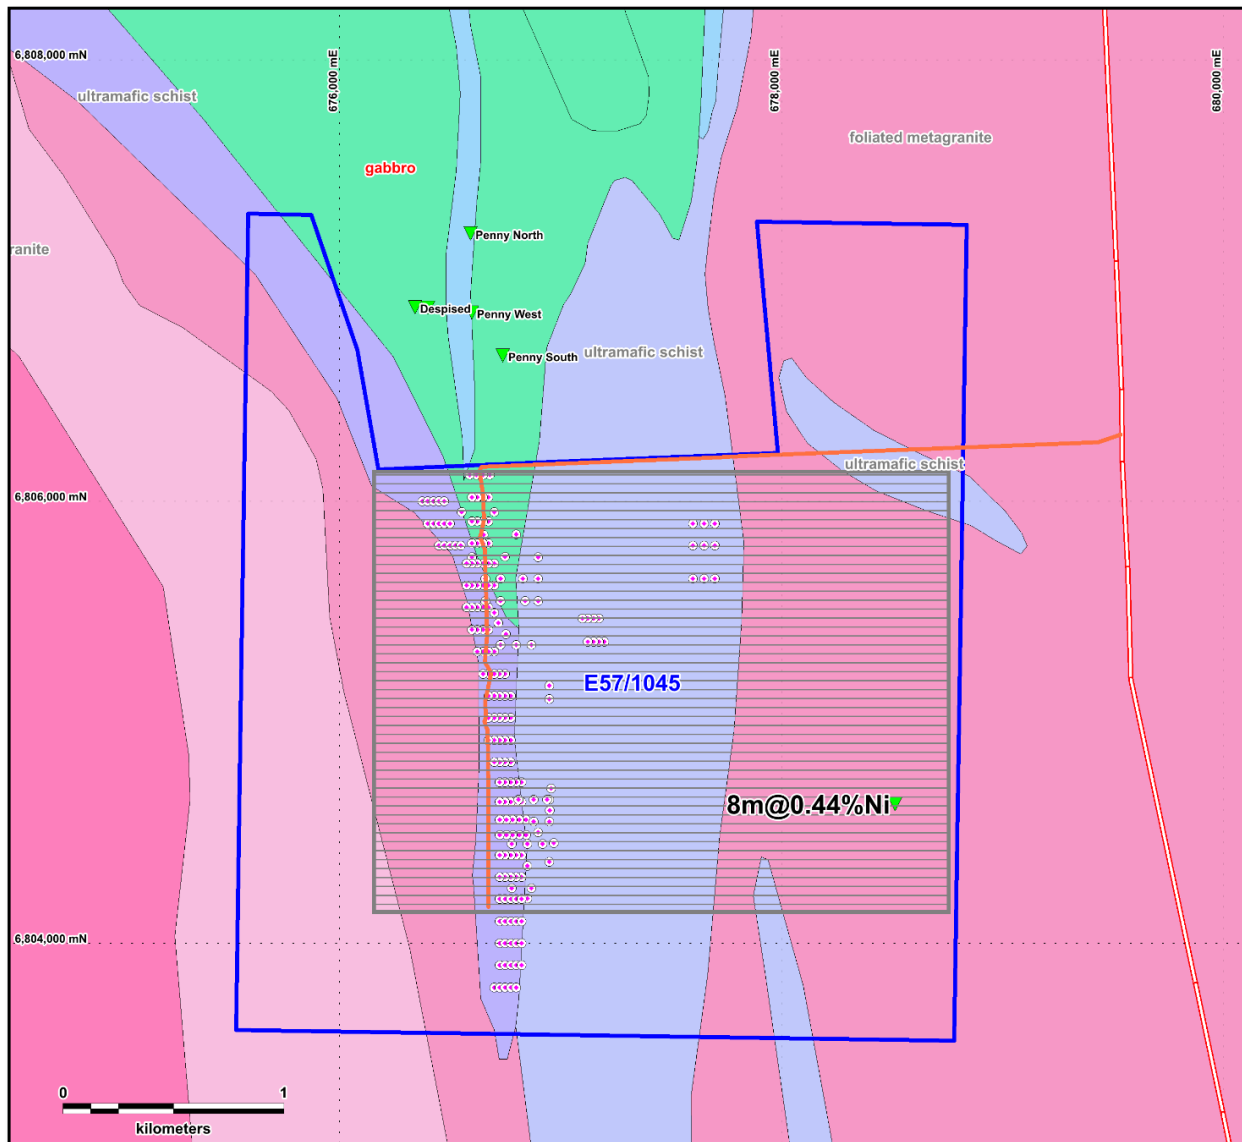 6,808,000 mN
676,000 mE
678,000 mE
680,000 mE
ultramafic schist
foliated metagranite
gabbro
ranite
Penny North
Despised
Penny West
Penny South
ultramafic schist
ultramafic schist
6,806,000 mN
E57/1045
8m@0.44%Ni
6,804,000 mN
0 1
kilometers